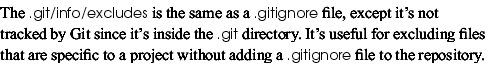 The .git/info/excludes is the same as a .gitignore file, except it's not
tracked by Git since it's inside the .git directory. It's useful for excluding files
that are specific to a project without adding a .gitignore file to the repository.